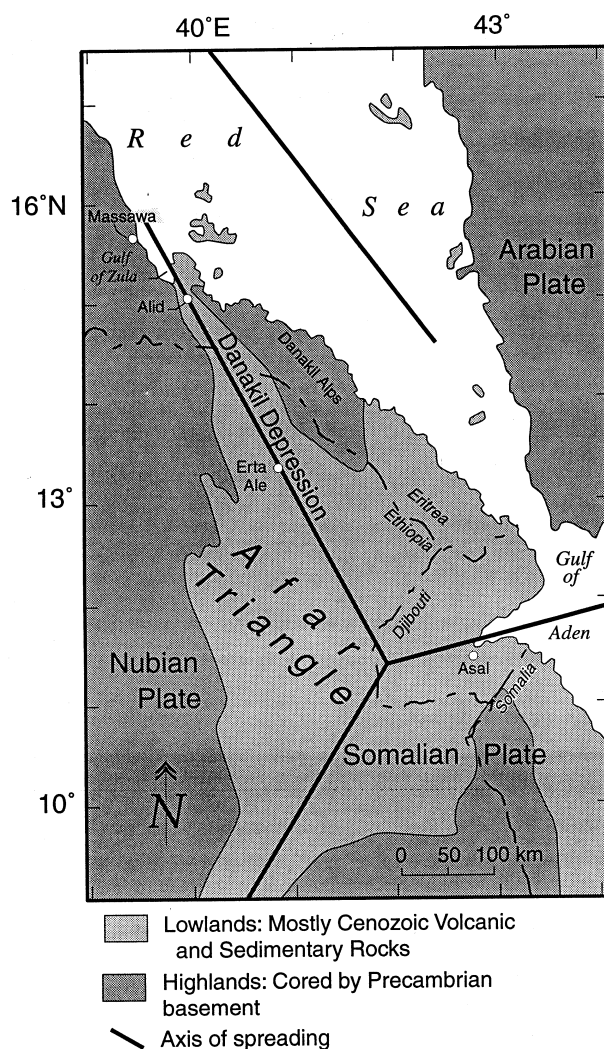 40°E
43°
R e d
S e a
16°N
Massawa
Gulf
of Zula
Arabian
Plate
Alid
Danakil Alps
Danakil Depression
Erta
Ale
13°
Eritrea
Ethiopia
Afar
Triangle
Gulf
of
Aden
Djibouti
Asal
Nubian
Plate
Somalia
Somalian Plate
N
10°
0 50 100 km
Lowlands: Mostly Cenozoic Volcanic
and Sedimentary Rocks
Highlands: Cored by Precambrian
basement
Axis of spreading